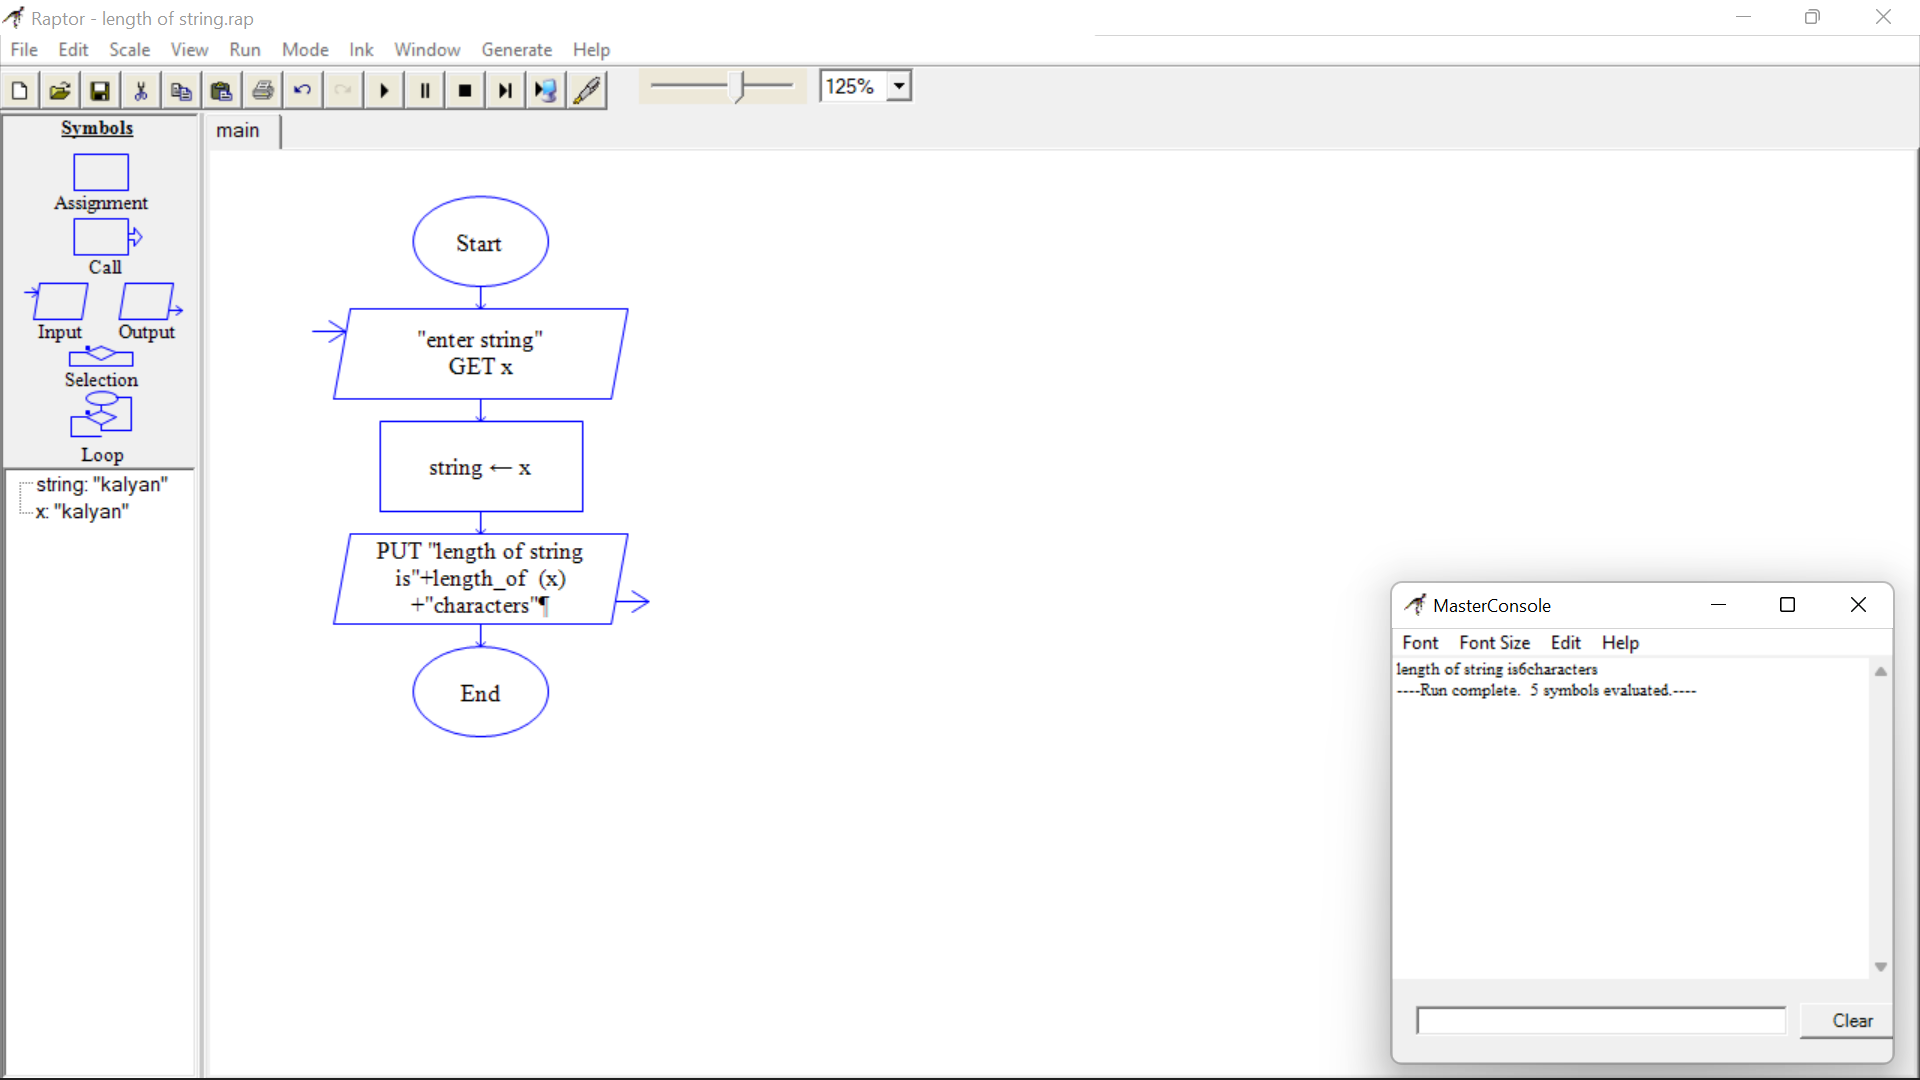 Raptor - length of string.rap
File Edit Scale View Run Mode Ink Window Generate Help
125%
Symbols
Assignment
Call
Input Output
Selection
Loop
string: "kalyan"
x: "kalyan"
main
Start
"enter string"
GET x
string ← x
PUT "length of string
is"+length_of (x)
+"characters"¶
End
MasterConsole
Font Font Size Edit Help
length of string is6characters
----Run complete.  5 symbols evaluated.----
Clear